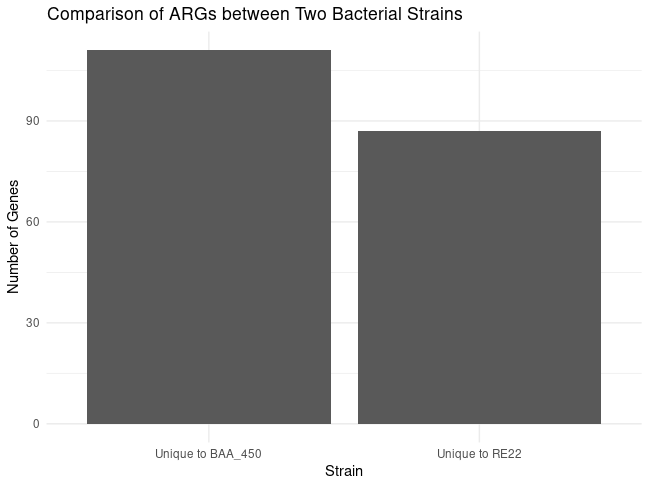 Comparison of ARGs between Two Bacterial Strains
Number of Genes
90
60
30
0
Unique to BAA_450
Unique to RE22
Strain